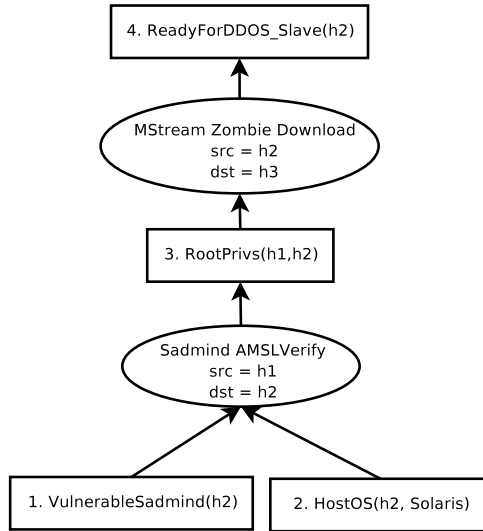 4. ReadyForDDOS_Slave(h2)
MStream Zombie Download
src = h2
dst = h3
3. RootPrivs(h1,h2)
Sadmind AMSLVerify
src = h1
dst = h2
1. VulnerableSadmind(h2)
2. HostOS(h2, Solaris)